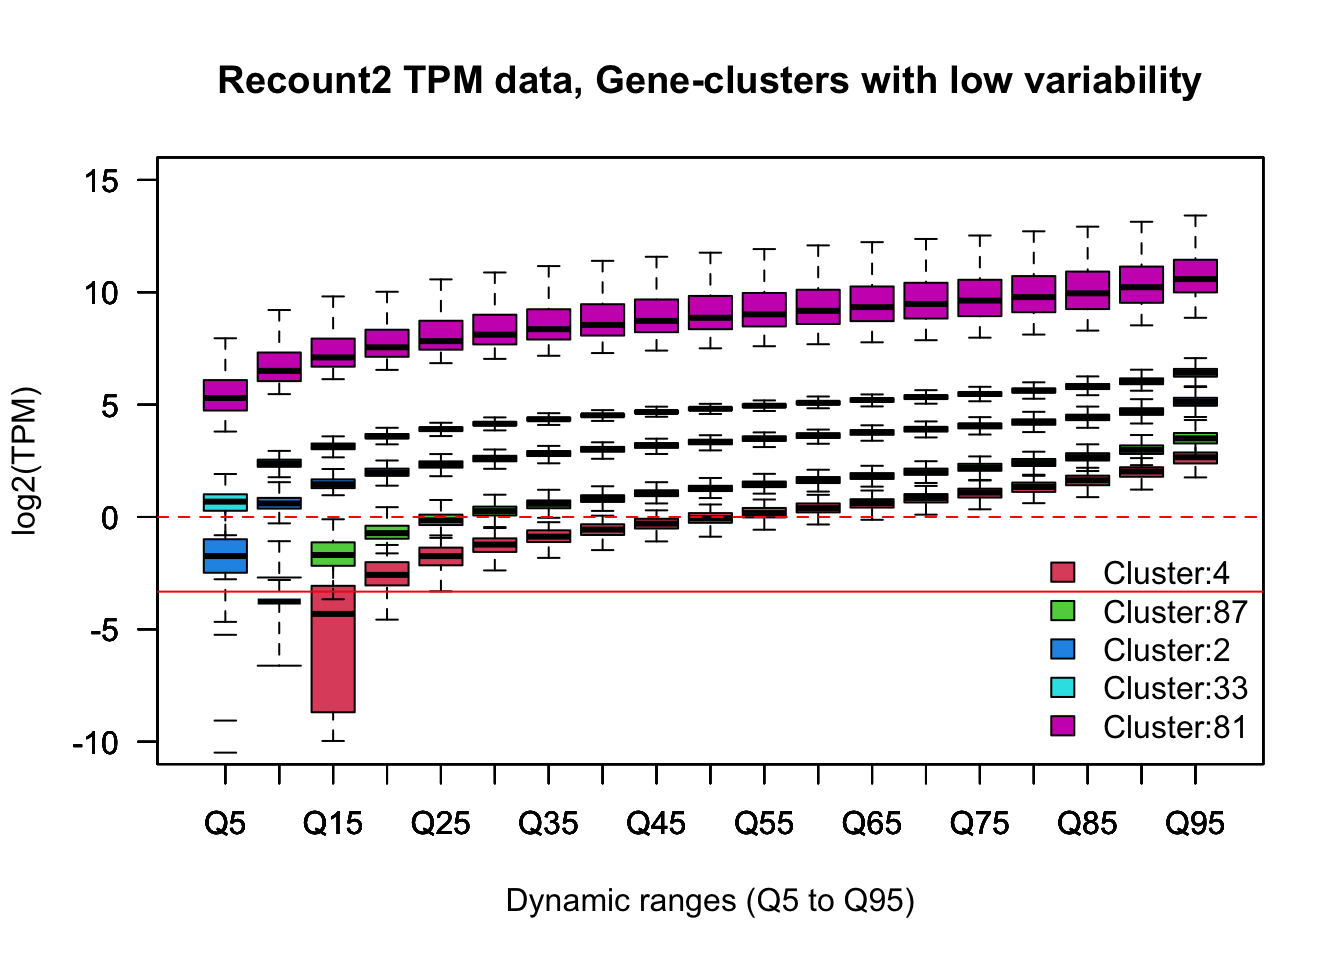 Recount2 TPM data, Gene-clusters with low variability
log2(TPM)
15
10
5
0
-5
-10
Cluster:4
Cluster:87
Cluster:2
Cluster:33
Cluster:81
Q5 Q15 Q25 Q35 Q45 Q55 Q65 Q75 Q85 Q95
Dynamic ranges (Q5 to Q95)